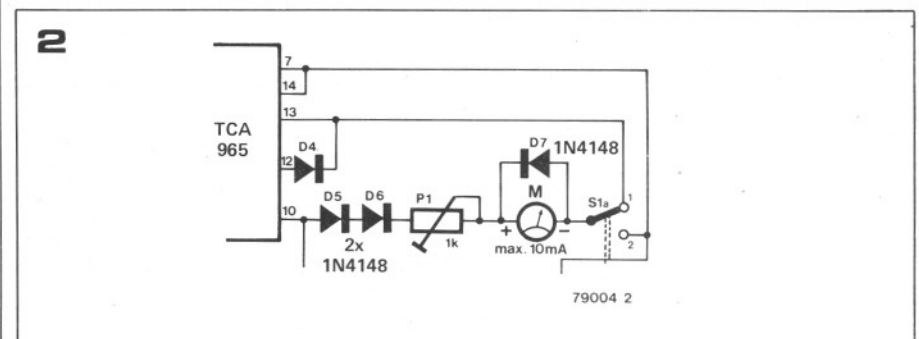 2
7
14
13
TCA
965
12
D4
D7
1N4148
M
10
D5
D6
P1
S1a
1
+
−
2
1k
max. 10mA
2x
1N4148
79004 2